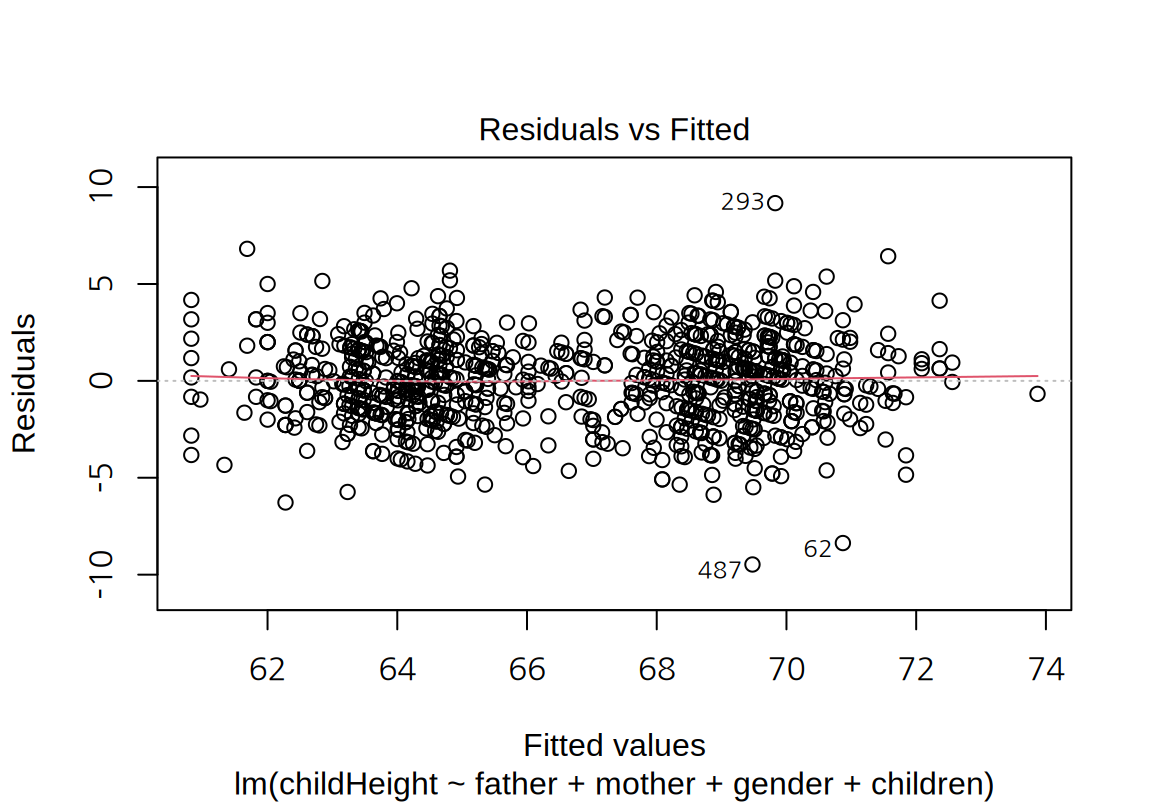 Residuals vs Fitted
Residuals
10
5
0
-5
-10
293
62
487
62 64 66 68 70 72 74
Fitted values
lm(childHeight ~ father + mother + gender + children)